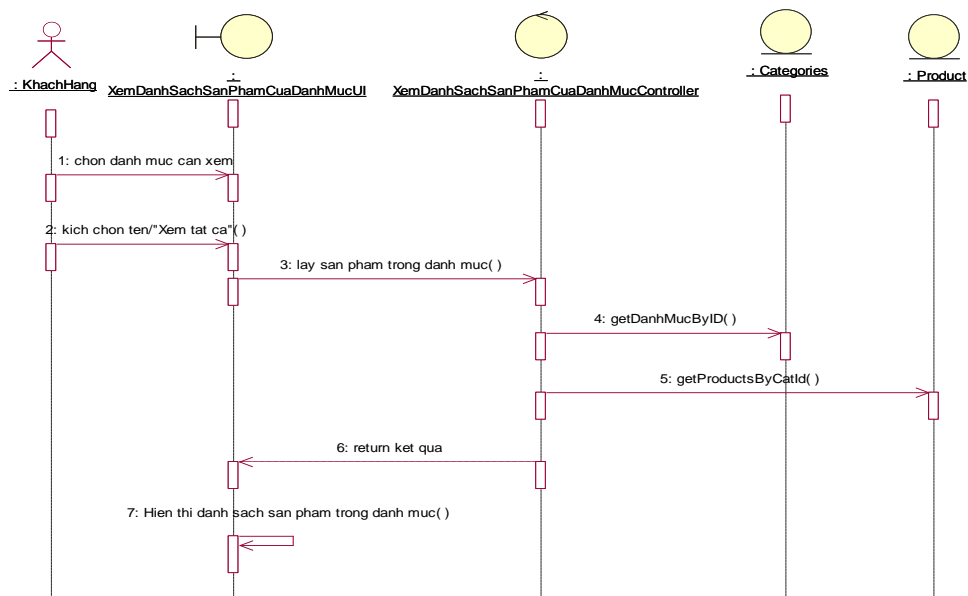 : KhachHang
:
XemDanhSachSanPhamCuaDanhMucUI
:
XemDanhSachSanPhamCuaDanhMucController
: Categories
: Product
1: chon danh muc can xem
2: kich chon ten/"Xem tat ca"( )
3: lay san pham trong danh muc( )
4: getDanhMucByID( )
5: getProductsByCatId( )
6: return ket qua
7: Hien thi danh sach san pham trong danh muc( )